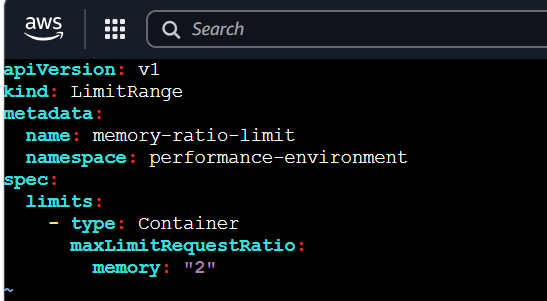 aws
Search
apiVersion: v1
kind: LimitRange
metadata:
  name: memory-ratio-limit
  namespace: performance-environment
spec:
  limits:
    - type: Container
      maxLimitRequestRatio:
        memory: "2"
~